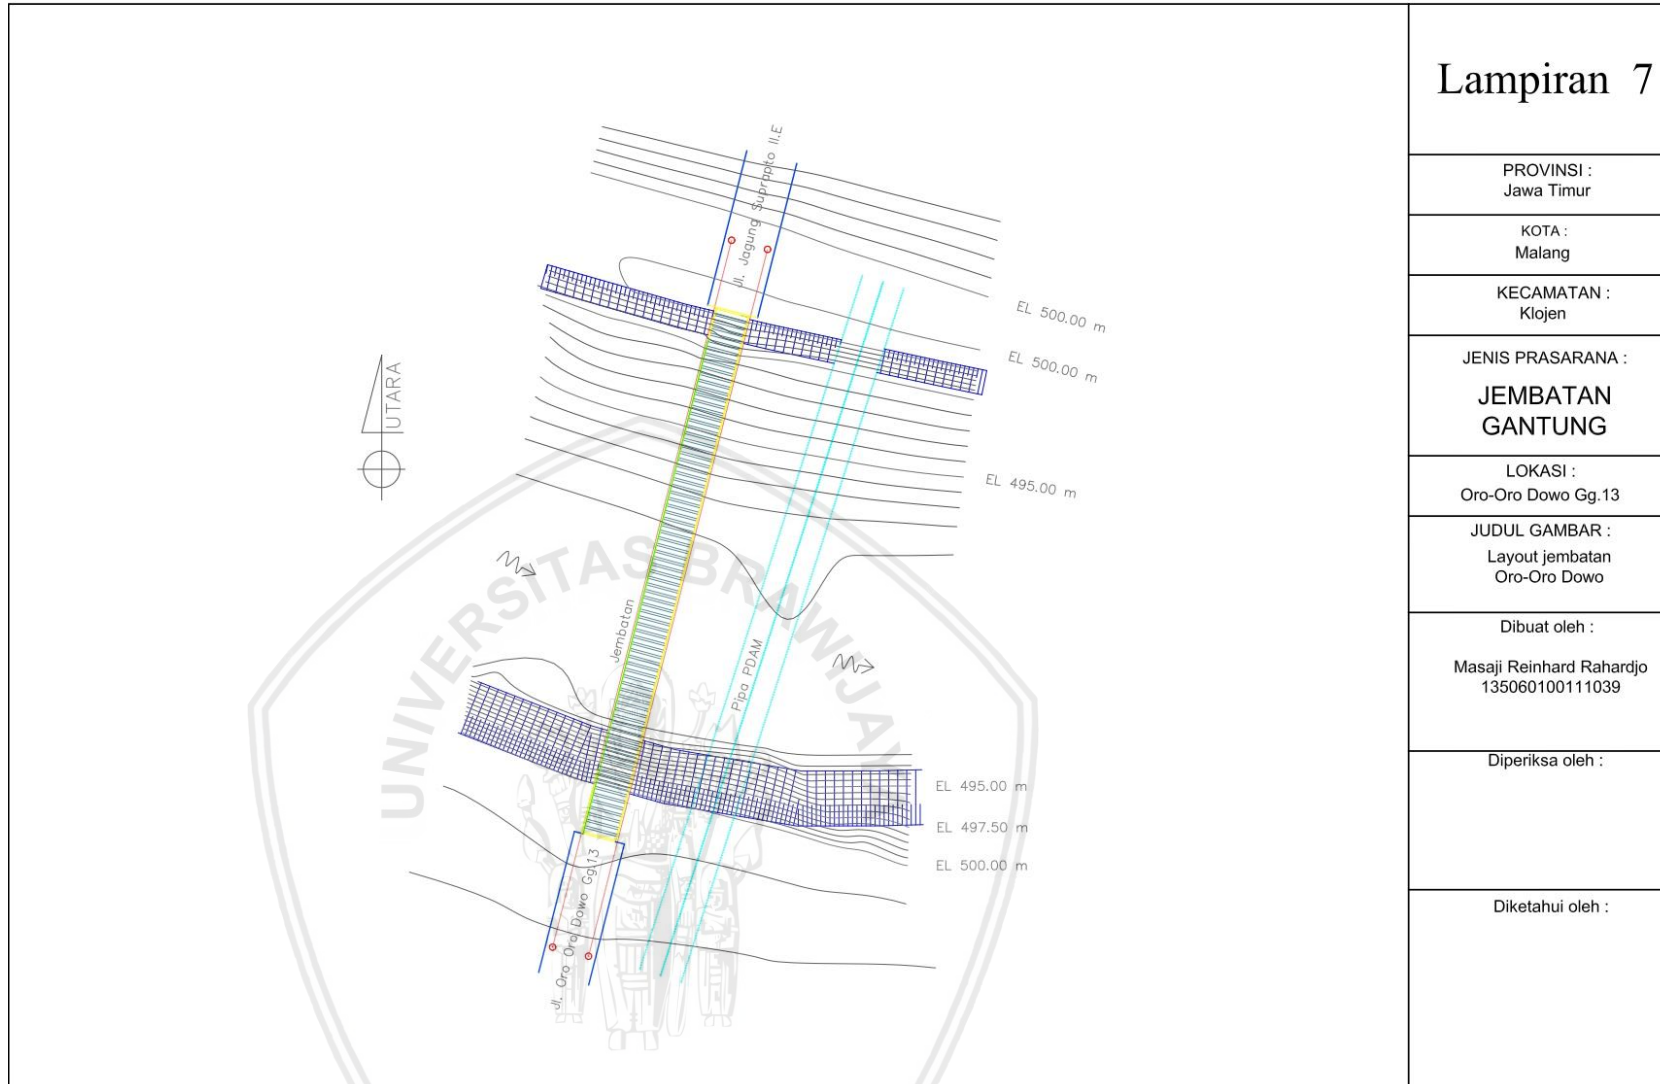 Lampiran 7
PROVINSI :
Jawa Timur
KOTA :
Malang
KECAMATAN :
Klojen
JENIS PRASARANA :
JEMBATAN
GANTUNG
LOKASI :
Oro-Oro Dowo Gg.13
JUDUL GAMBAR :
Layout jembatan
Oro-Oro Dowo
Dibuat oleh :
Masaji Reinhard Rahardjo
135060100111039
Diperiksa oleh :
Diketahui oleh :
Jl. Jagung Suprapto II.E
EL 500.00 m
EL 500.00 m
UTARA
EL 495.00 m
UNIVERSITAS BRAWIJAYA
Jembatan
Pipa PDAM
EL 495.00 m
EL 497.50 m
EL 500.00 m
Jl. Oro Oro Dowo Gg.13